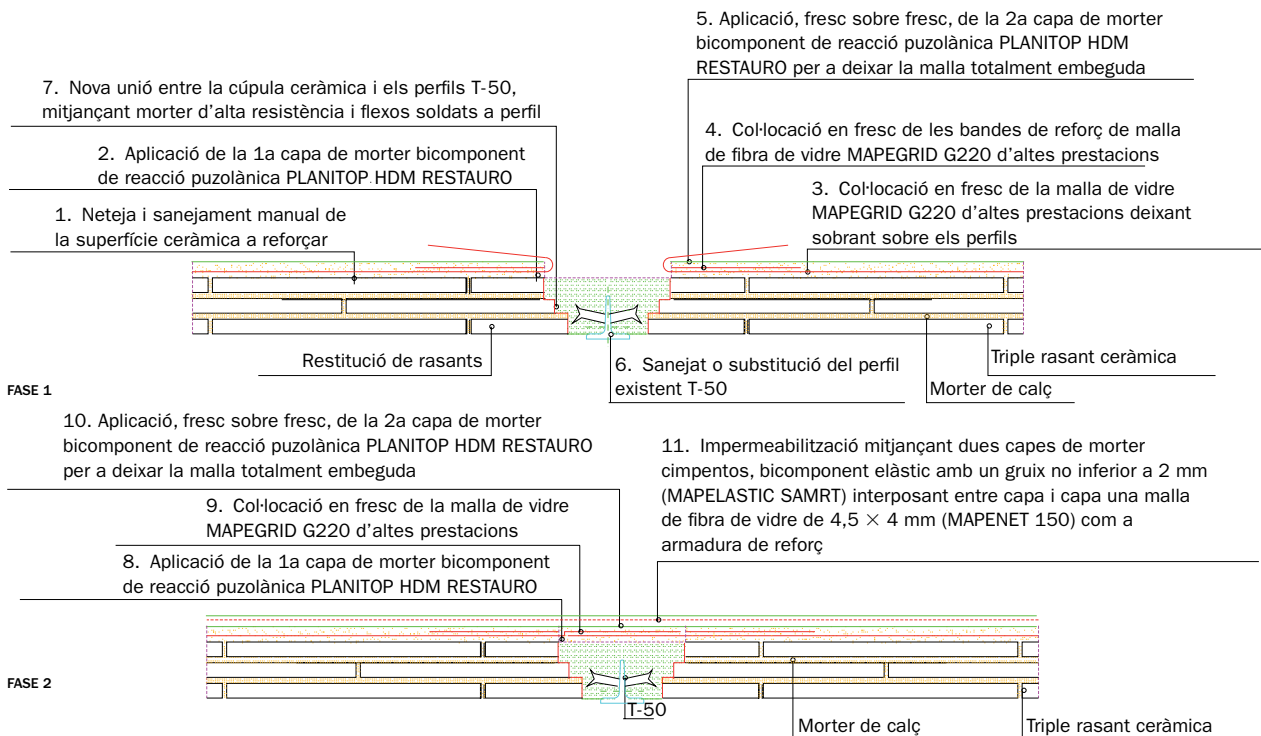 5. Aplicació, fresc sobre fresc, de la 2a capa de morter
bicomponent de reacció puzolànica PLANITOP HDM
RESTAURO per a deixar la malla totalment embeguda
7. Nova unió entre la cúpula ceràmica i els perfils T-50,
mitjançant morter d'alta resistència i flexos soldats a perfil
4. Col·locació en fresc de les bandes de reforç de malla
de fibra de vidre MAPEGRID G220 d'altes prestacions
2. Aplicació de la 1a capa de morter bicomponent
de reacció puzolànica PLANITOP HDM RESTAURO
3. Col·locació en fresc de la malla de vidre
MAPEGRID G220 d'altes prestacions deixant
sobrant sobre els perfils
1. Neteja i sanejament manual de
la superfície ceràmica a reforçar
Restitució de rasants
6. Sanejat o substitució del perfil
existent T-50
Triple rasant ceràmica
Morter de calç
FASE 1
10. Aplicació, fresc sobre fresc, de la 2a capa de morter
bicomponent de reacció puzolànica PLANITOP HDM RESTAURO
per a deixar la malla totalment embeguda
11. Impermeabilització mitjançant dues capes de morter
cimpentos, bicomponent elàstic amb un gruix no inferior a 2 mm
(MAPELASTIC SAMRT) interposant entre capa i capa una malla
de fibra de vidre de 4,5 × 4 mm (MAPENET 150) com a
armadura de reforç
9. Col·locació en fresc de la malla de vidre
MAPEGRID G220 d'altes prestacions
8. Aplicació de la 1a capa de morter bicomponent
de reacció puzolànica PLANITOP HDM RESTAURO
FASE 2
T-50
Morter de calç
Triple rasant ceràmica